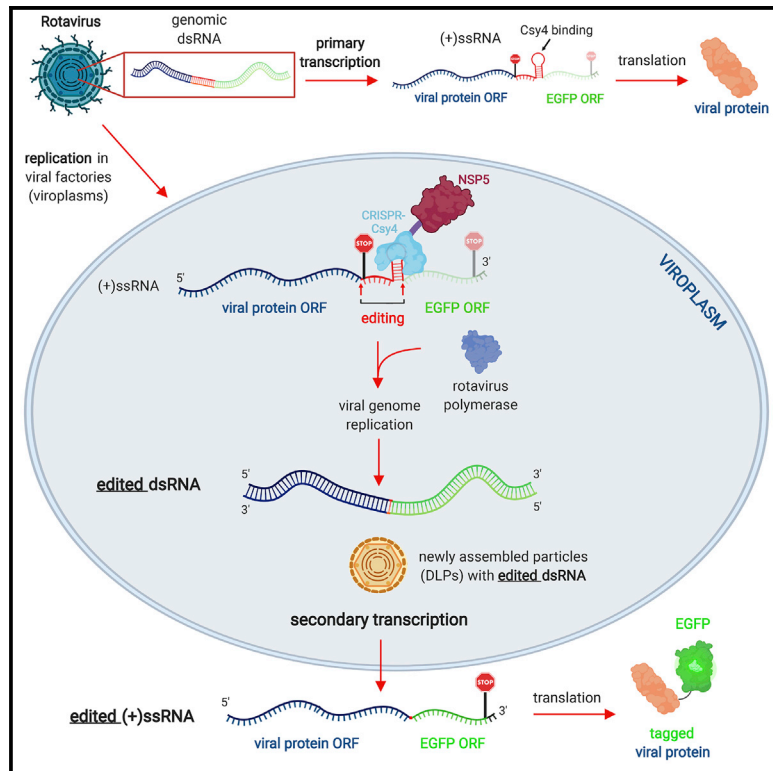 Rotavirus
genomic
dsRNA
primary
transcription
(+)ssRNA
Csy4 binding
STOP
STOP
viral protein ORF
EGFP ORF
translation
viral protein
replication in
viral factories
(viroplasms)
NSP5
CRISPR-
Csy4
STOP
STOP
(+)ssRNA
5'
3'
viral protein ORF
editing
EGFP ORF
VIROPLASM
viral genome
replication
rotavirus
polymerase
edited dsRNA
5'
3'
3'
5'
newly assembled particles
(DLPs) with edited dsRNA
secondary transcription
edited (+)ssRNA
5'
STOP
3'
viral protein ORF
EGFP ORF
translation
EGFP
tagged
viral protein